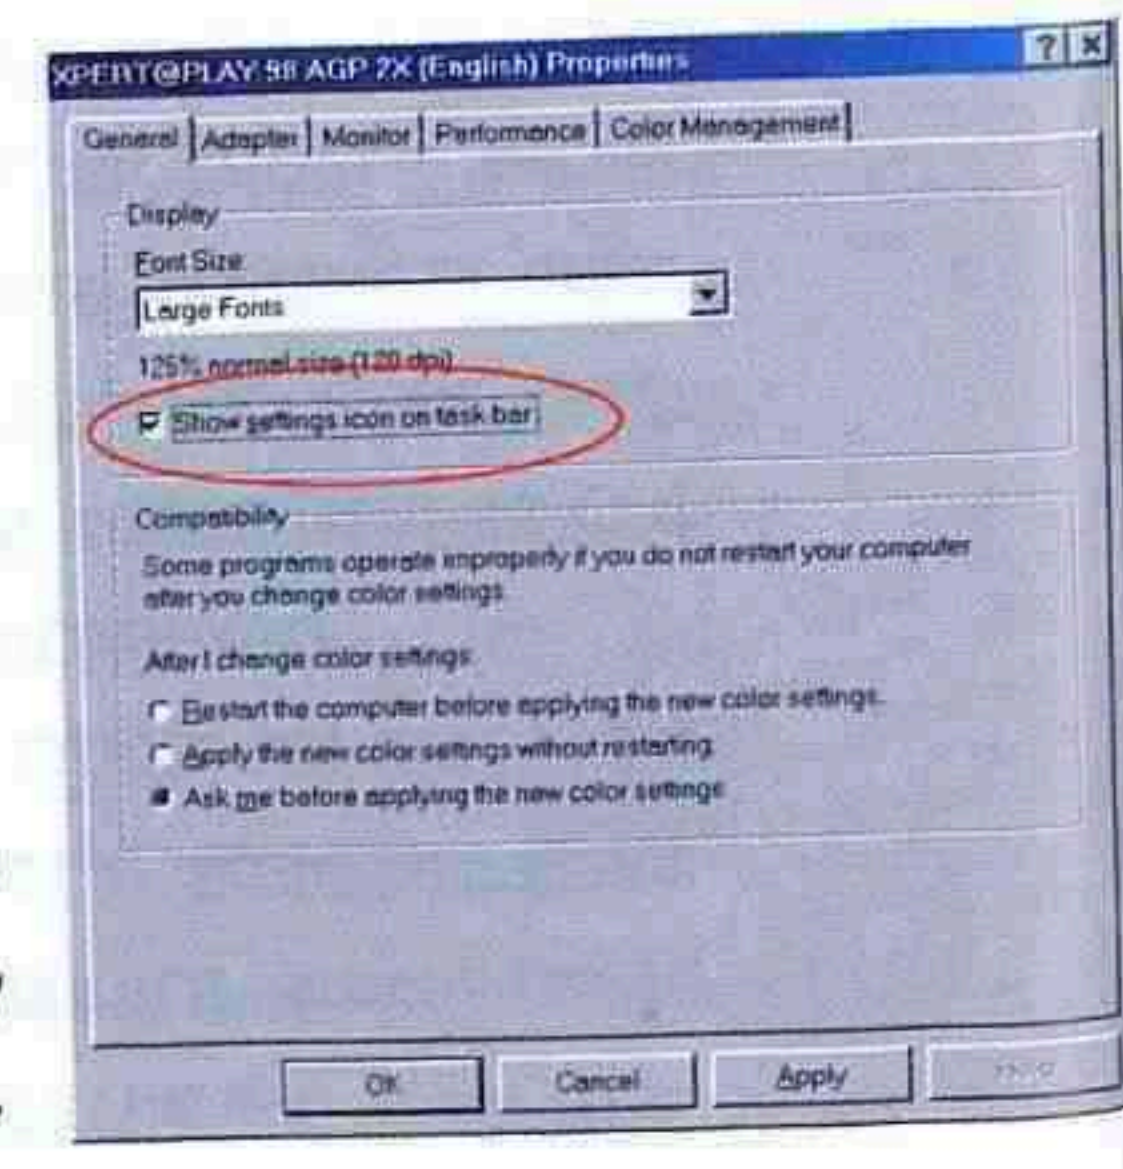 XPERT@PLAY 98 AGP 2X (English) Properties
? X
General Adapter Monitor Performance Color Management
Display
Font Size
Large Fonts
125% normal size (120 dpi)
Show settings icon on task bar
Compatibility
Some programs operate improperly if you do not restart your computer
after you change color settings
After I change color settings:
Restart the computer before applying the new color settings.
Apply the new color settings without restarting
Ask me before applying the new color settings
OK Cancel Apply